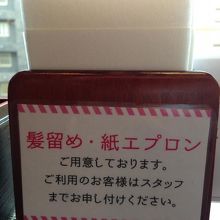 髪留め・紙エプロン
ご用意しております。
ご利用のお客様はスタッフ
までお申し付けください。